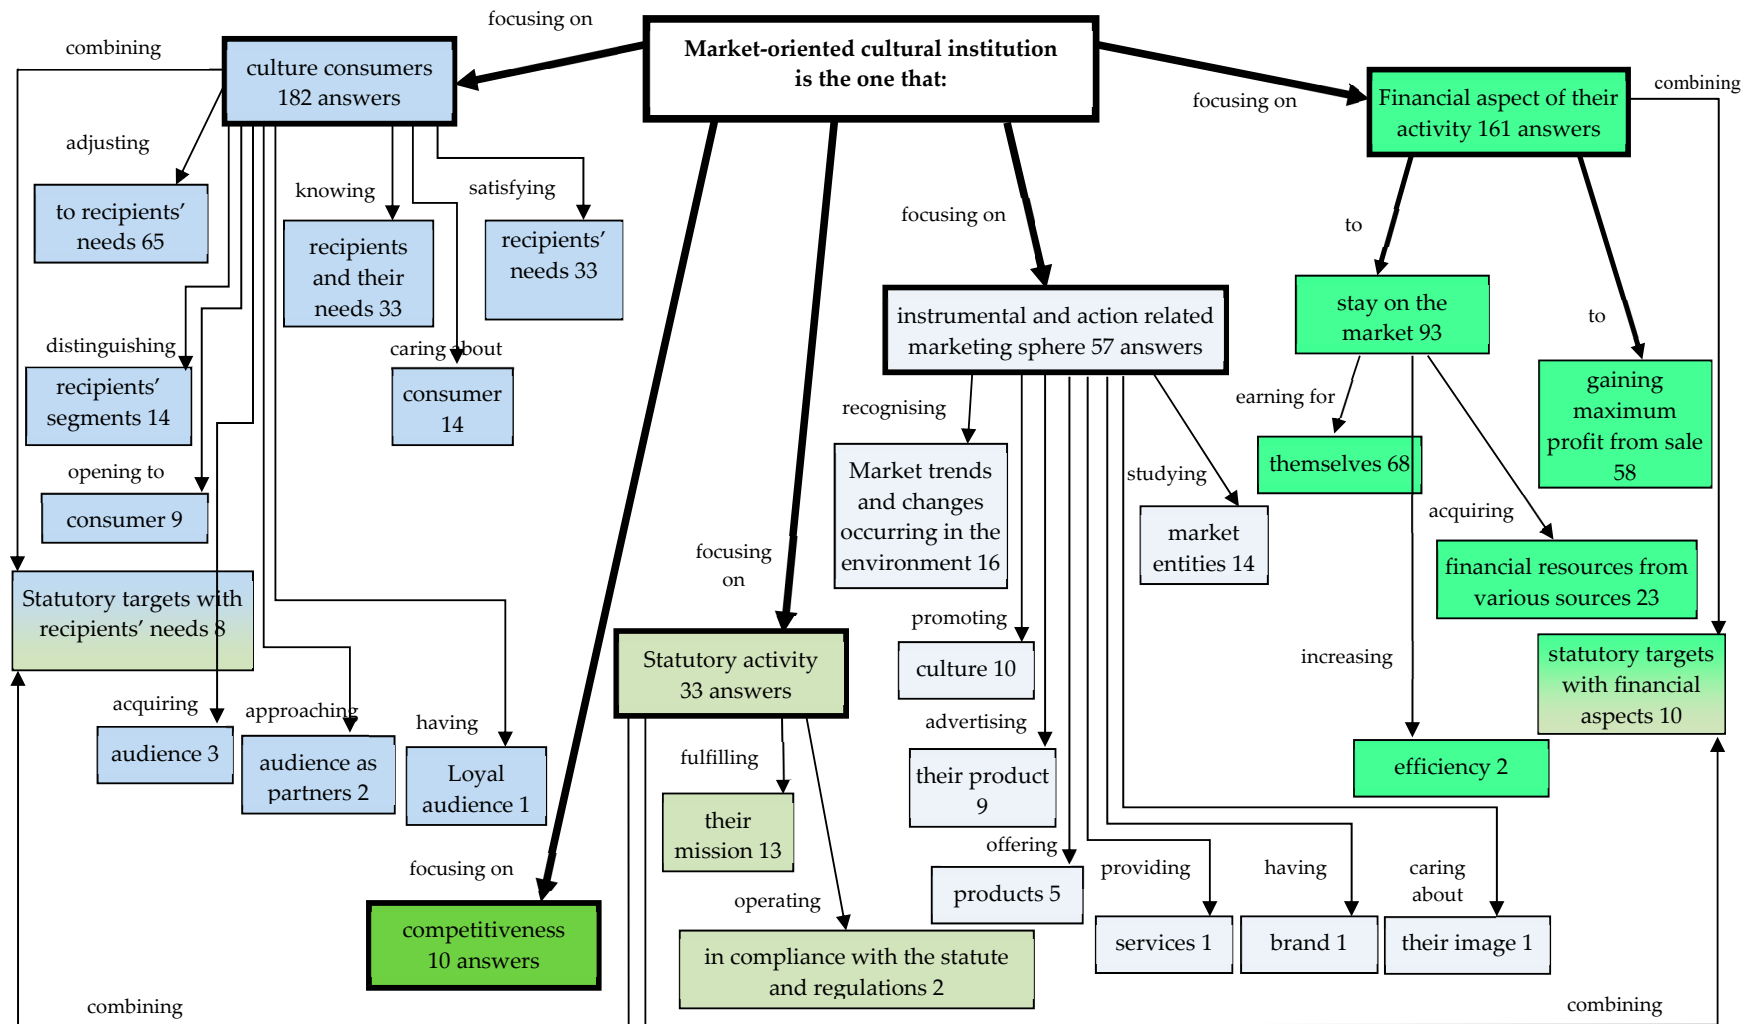 focusing on
Market-oriented cultural institution
is the one that:
combining
culture consumers
182 answers
focusing on
Financial aspect of their
activity 161 answers
combining
adjusting
to recipients’
needs 65
knowing
recipients
and their
needs 33
satisfying
recipients’
needs 33
focusing on
to
stay on the
market 93
to
gaining
maximum
profit from sale
58
instrumental and action related
marketing sphere 57 answers
distinguishing
recipients’
segments 14
caring about
consumer
14
earning for
themselves 68
recognising
Market trends
and changes
occurring in the
environment 16
studying
market
entities 14
opening to
consumer 9
acquiring
financial resources from
various sources 23
focusing
on
Statutory targets with
recipients’ needs 8
promoting
culture 10
Statutory activity
33 answers
increasing
efficiency 2
statutory targets
with financial
aspects 10
acquiring
audience 3
approaching
audience as
partners 2
having
Loyal
audience 1
advertising
their product
9
fulfilling
their
mission 13
offering
products 5
providing
services 1
having
brand 1
caring
about
their image 1
focusing on
competitiveness
10 answers
operating
in compliance with the statute
and regulations 2
combining
combining